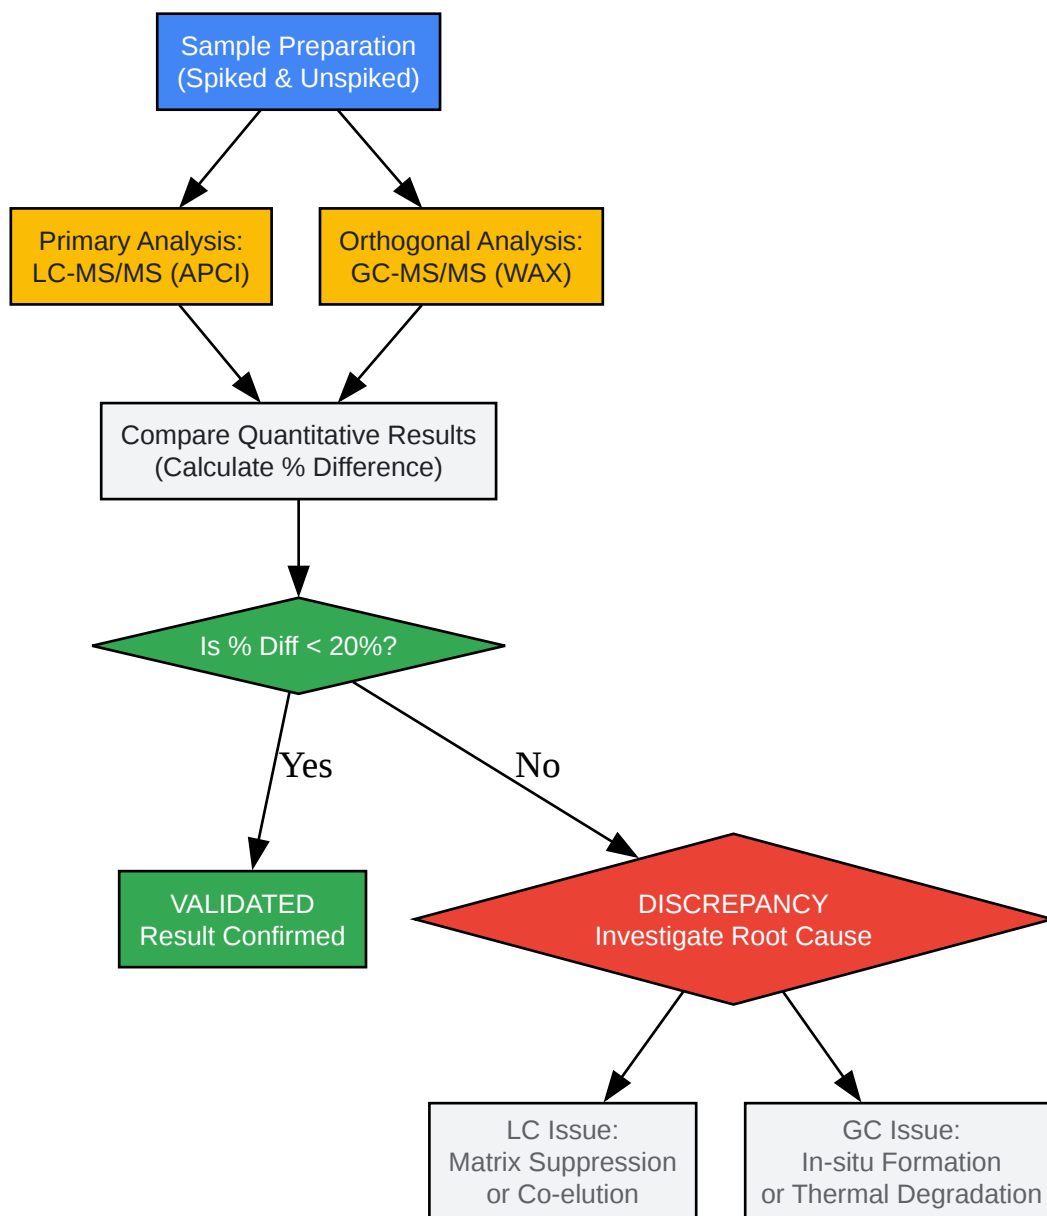 Sample Preparation
(Spiked & Unspiked)
Primary Analysis:
LC-MS/MS (APCI)
Orthogonal Analysis:
GC-MS/MS (WAX)
Compare Quantitative Results
(Calculate % Difference)
Is % Diff < 20%?
Yes
No
VALIDATED
Result Confirmed
DISCREPANCY
Investigate Root Cause
LC Issue:
Matrix Suppression
or Co-elution
GC Issue:
In-situ Formation
or Thermal Degradation